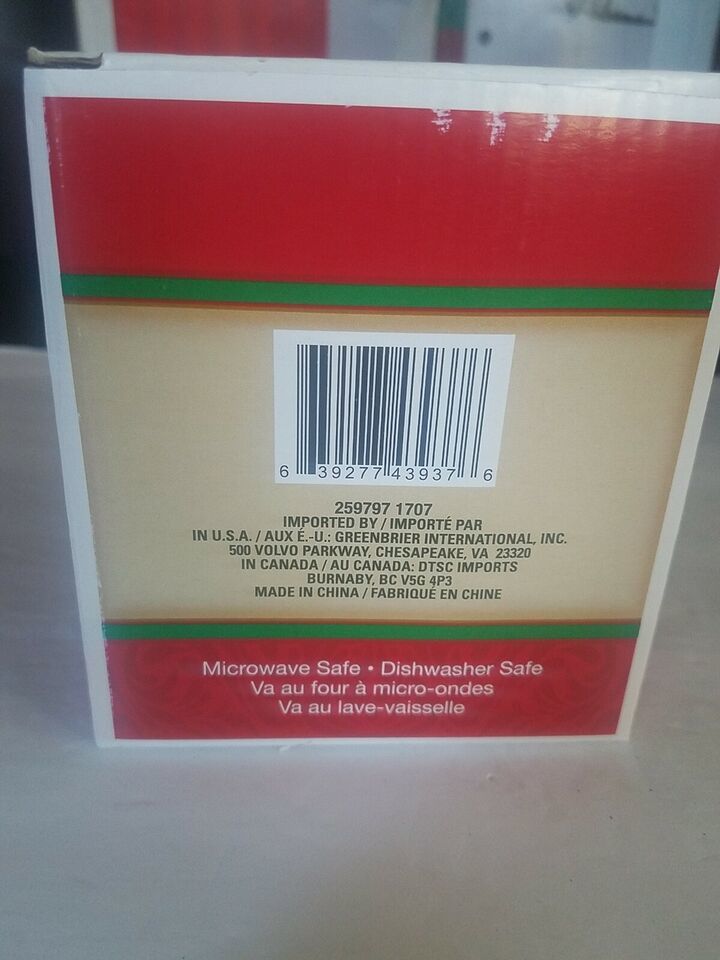 6 39277 43937 6
259797 1707
IMPORTED BY / IMPORTÉ PAR
IN U.S.A. / AUX É.-U.: GREENBRIER INTERNATIONAL, INC.
500 VOLVO PARKWAY, CHESAPEAKE, VA 23320
IN CANADA / AU CANADA: DTSC IMPORTS
BURNABY, BC V5G 4P3
MADE IN CHINA / FABRIQUÉ EN CHINE
Microwave Safe • Dishwasher Safe
Va au four à micro-ondes
Va au lave-vaisselle